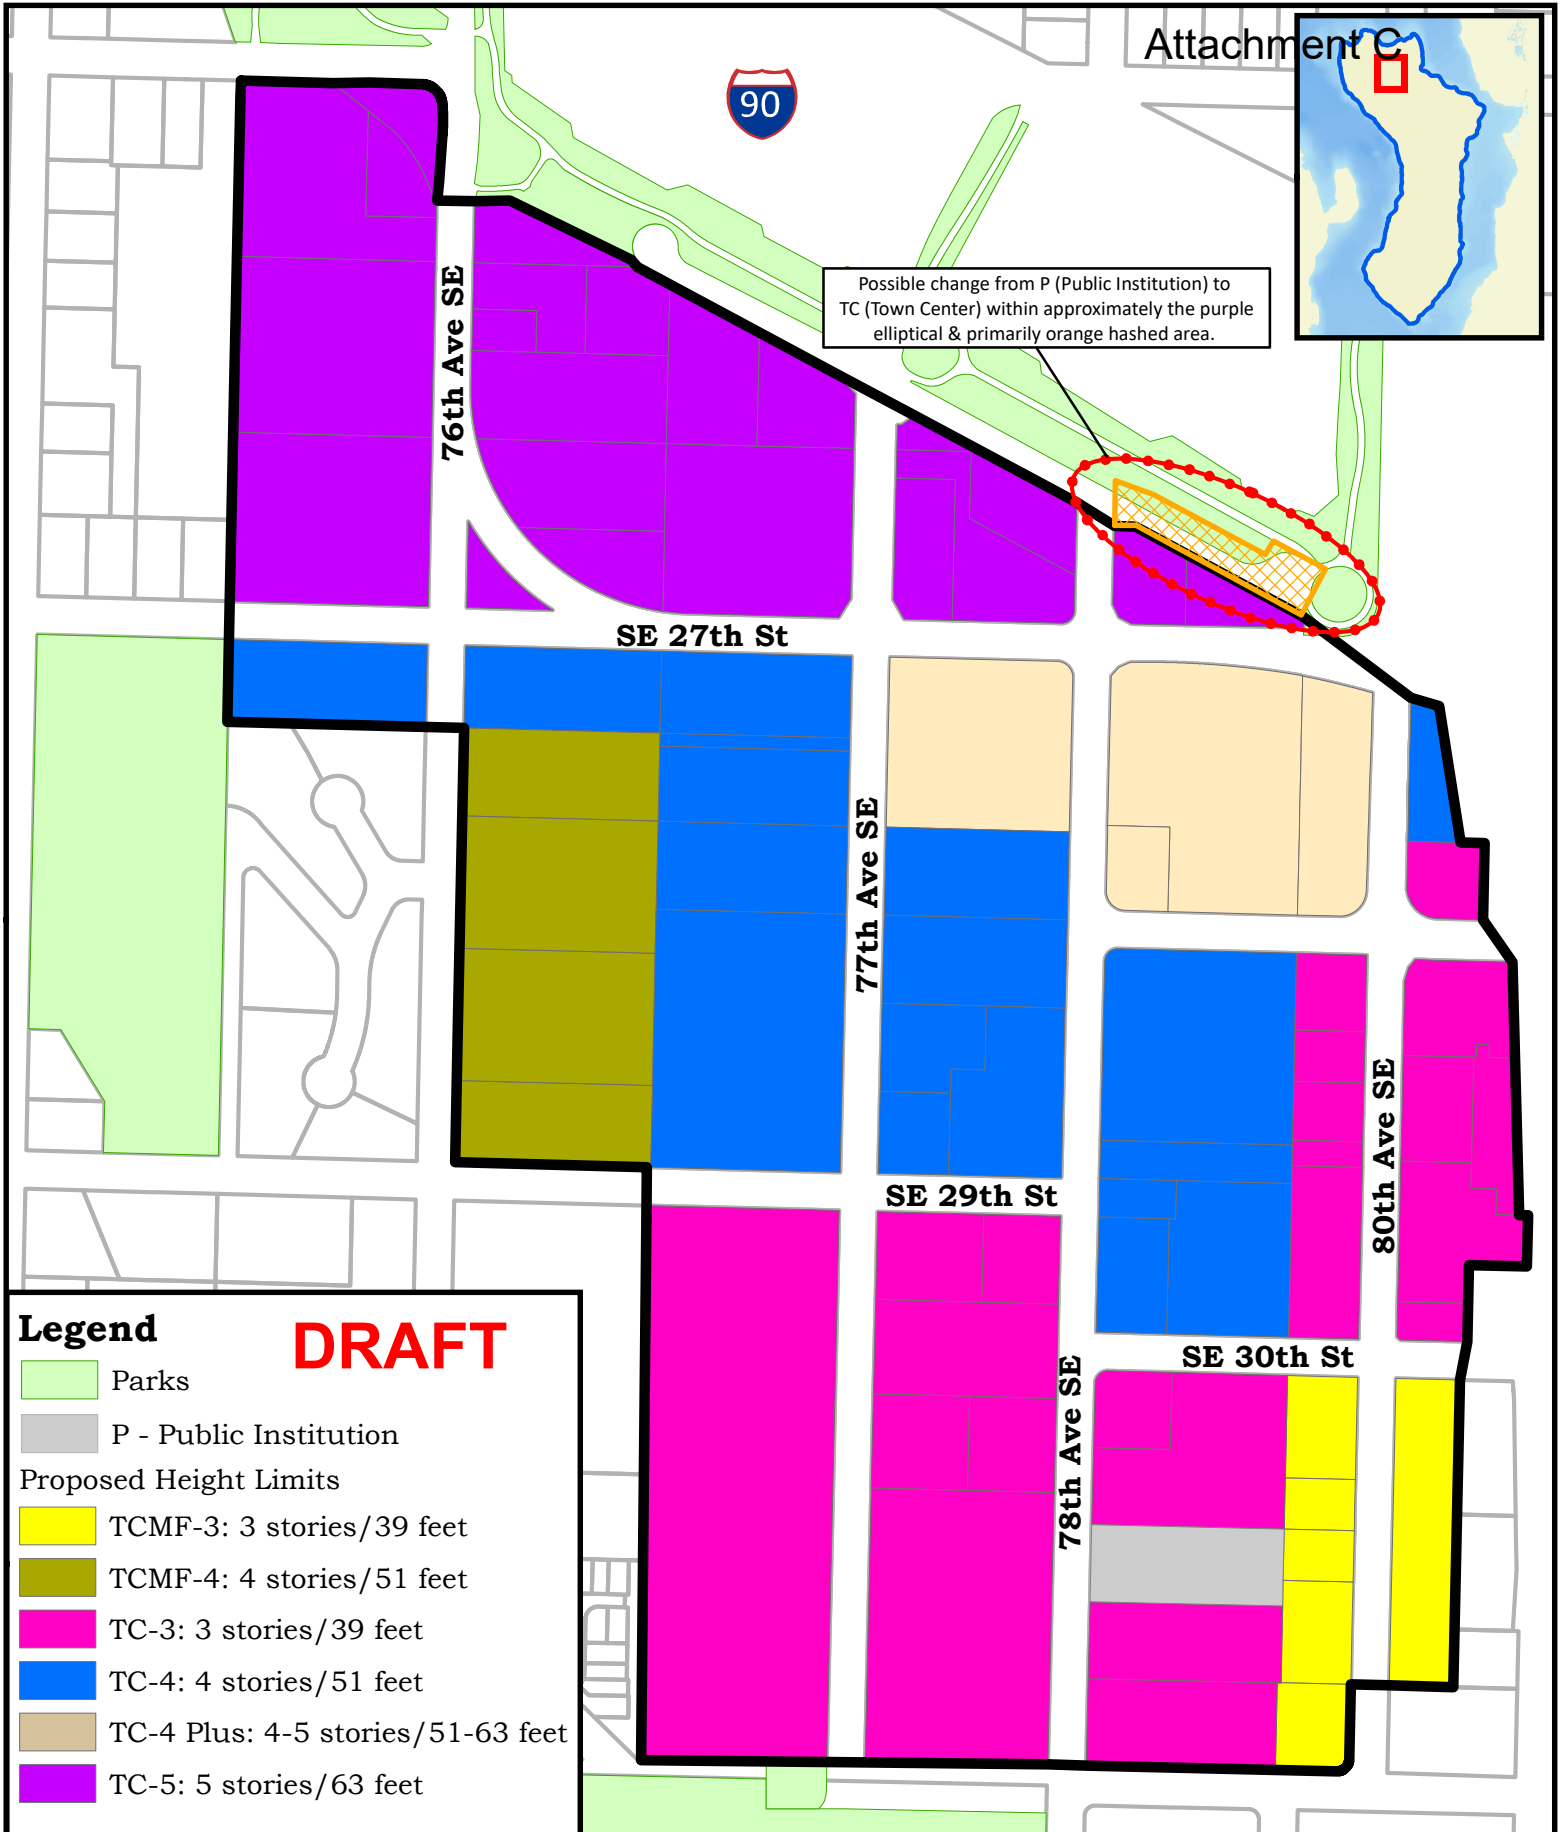 Attachment C
90
Possible change from P (Public Institution) to
TC (Town Center) within approximately the purple
elliptical & primarily orange hashed area.
76th Ave SE
SE 27th St
77th Ave SE
80th Ave SE
SE 29th St
SE 30th St
78th Ave SE
Legend
DRAFT
Parks
P - Public Institution
Proposed Height Limits
TCMF-3: 3 stories/39 feet
TCMF-4: 4 stories/51 feet
TC-3: 3 stories/39 feet
TC-4: 4 stories/51 feet
TC-4 Plus: 4-5 stories/51-63 feet
TC-5: 5 stories/63 feet